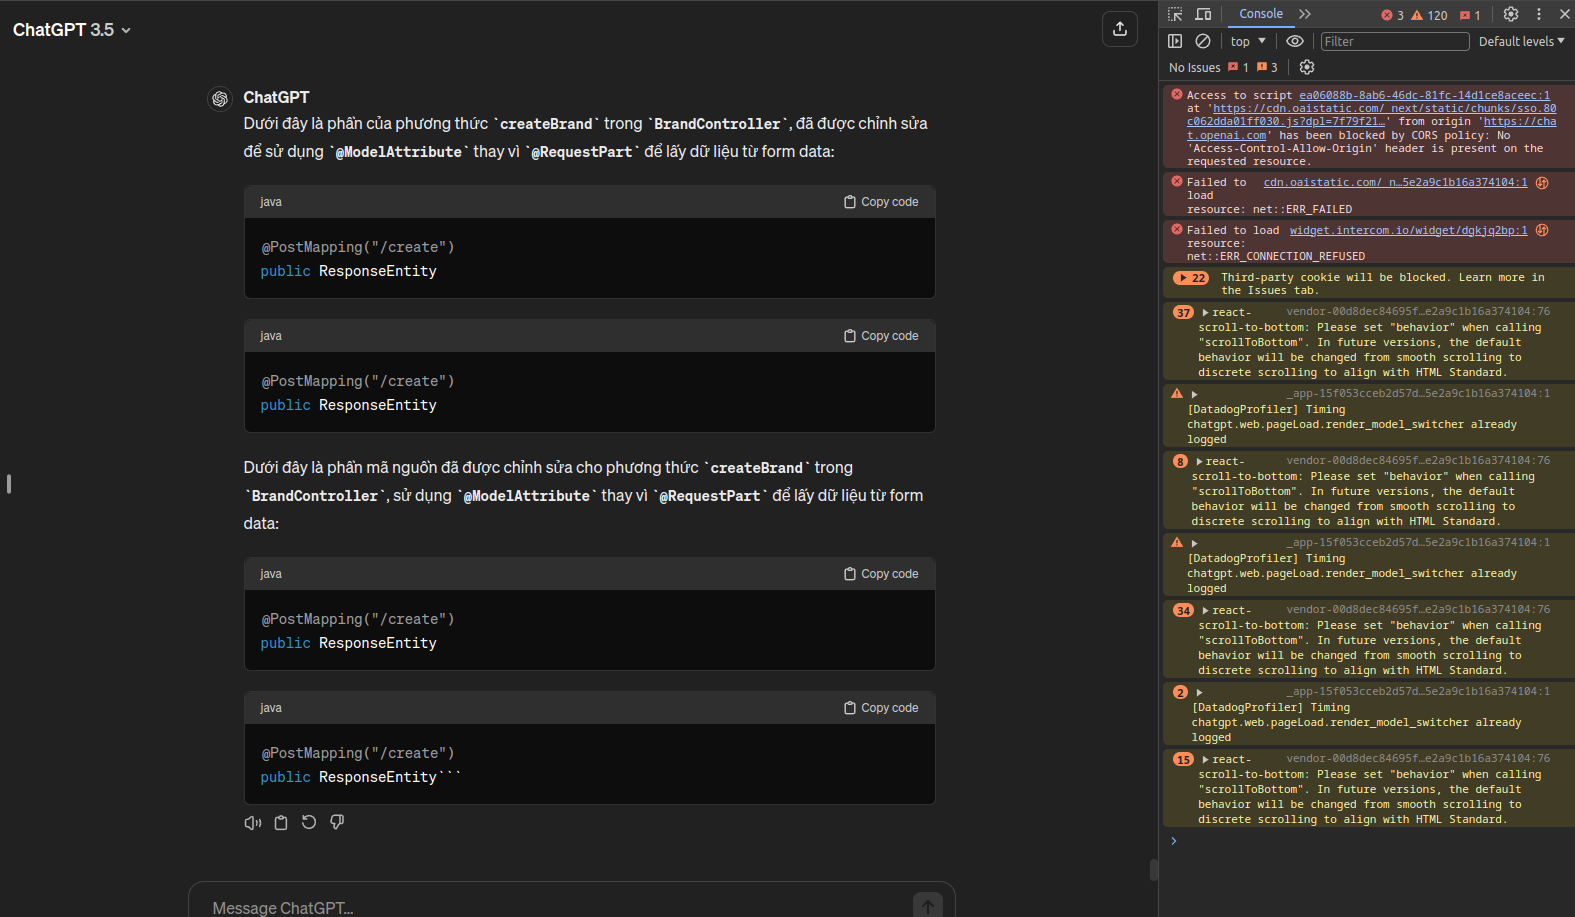 ChatGPT 3.5
ChatGPT
Dưới đây là phần của phương thức `createBrand` trong `BrandController`, đã được chỉnh sửa
để sử dụng `@ModelAttribute` thay vì `@RequestPart` để lấy dữ liệu từ form data:
java
Copy code
@PostMapping("/create")
public ResponseEntity
java
Copy code
@PostMapping("/create")
public ResponseEntity
Dưới đây là phần mã nguồn đã được chỉnh sửa cho phương thức `createBrand` trong
`BrandController`, sử dụng `@ModelAttribute` thay vì `@RequestPart` để lấy dữ liệu từ form
data:
java
Copy code
@PostMapping("/create")
public ResponseEntity
java
Copy code
@PostMapping("/create")
public ResponseEntity```
Message ChatGPT...
Console 3 120 1
top Filter Default levels
No Issues 1 3
Access to script ea06088b-8ab6-46dc-81fc-14d1ce8aceec:1
at 'https://cdn.oaistatic.com/_next/static/chunks/sso.80
c062dda01ff030.js?dpl=7f79f21…' from origin 'https://cha
t.openai.com' has been blocked by CORS policy: No
'Access-Control-Allow-Origin' header is present on the
requested resource.
Failed to cdn.oaistatic.com/_n…5e2a9c1b16a374104:1
load
resource: net::ERR_FAILED
Failed to load widget.intercom.io/widget/dgkjq2bp:1
resource:
net::ERR_CONNECTION_REFUSED
22 Third-party cookie will be blocked. Learn more in
the Issues tab.
37 react- vendor-00d8dec84695f…e2a9c1b16a374104:76
scroll-to-bottom: Please set "behavior" when calling
"scrollToBottom". In future versions, the default
behavior will be changed from smooth scrolling to
discrete scrolling to align with HTML Standard.
_app-15f053cceb2d57d…5e2a9c1b16a374104:1
[DatadogProfiler] Timing
chatgpt.web.pageLoad.render_model_switcher already
logged
8 react- vendor-00d8dec84695f…e2a9c1b16a374104:76
scroll-to-bottom: Please set "behavior" when calling
"scrollToBottom". In future versions, the default
behavior will be changed from smooth scrolling to
discrete scrolling to align with HTML Standard.
_app-15f053cceb2d57d…5e2a9c1b16a374104:1
[DatadogProfiler] Timing
chatgpt.web.pageLoad.render_model_switcher already
logged
34 react- vendor-00d8dec84695f…e2a9c1b16a374104:76
scroll-to-bottom: Please set "behavior" when calling
"scrollToBottom". In future versions, the default
behavior will be changed from smooth scrolling to
discrete scrolling to align with HTML Standard.
2 _app-15f053cceb2d57d…5e2a9c1b16a374104:1
[DatadogProfiler] Timing
chatgpt.web.pageLoad.render_model_switcher already
logged
15 react- vendor-00d8dec84695f…e2a9c1b16a374104:76
scroll-to-bottom: Please set "behavior" when calling
"scrollToBottom". In future versions, the default
behavior will be changed from smooth scrolling to
discrete scrolling to align with HTML Standard.